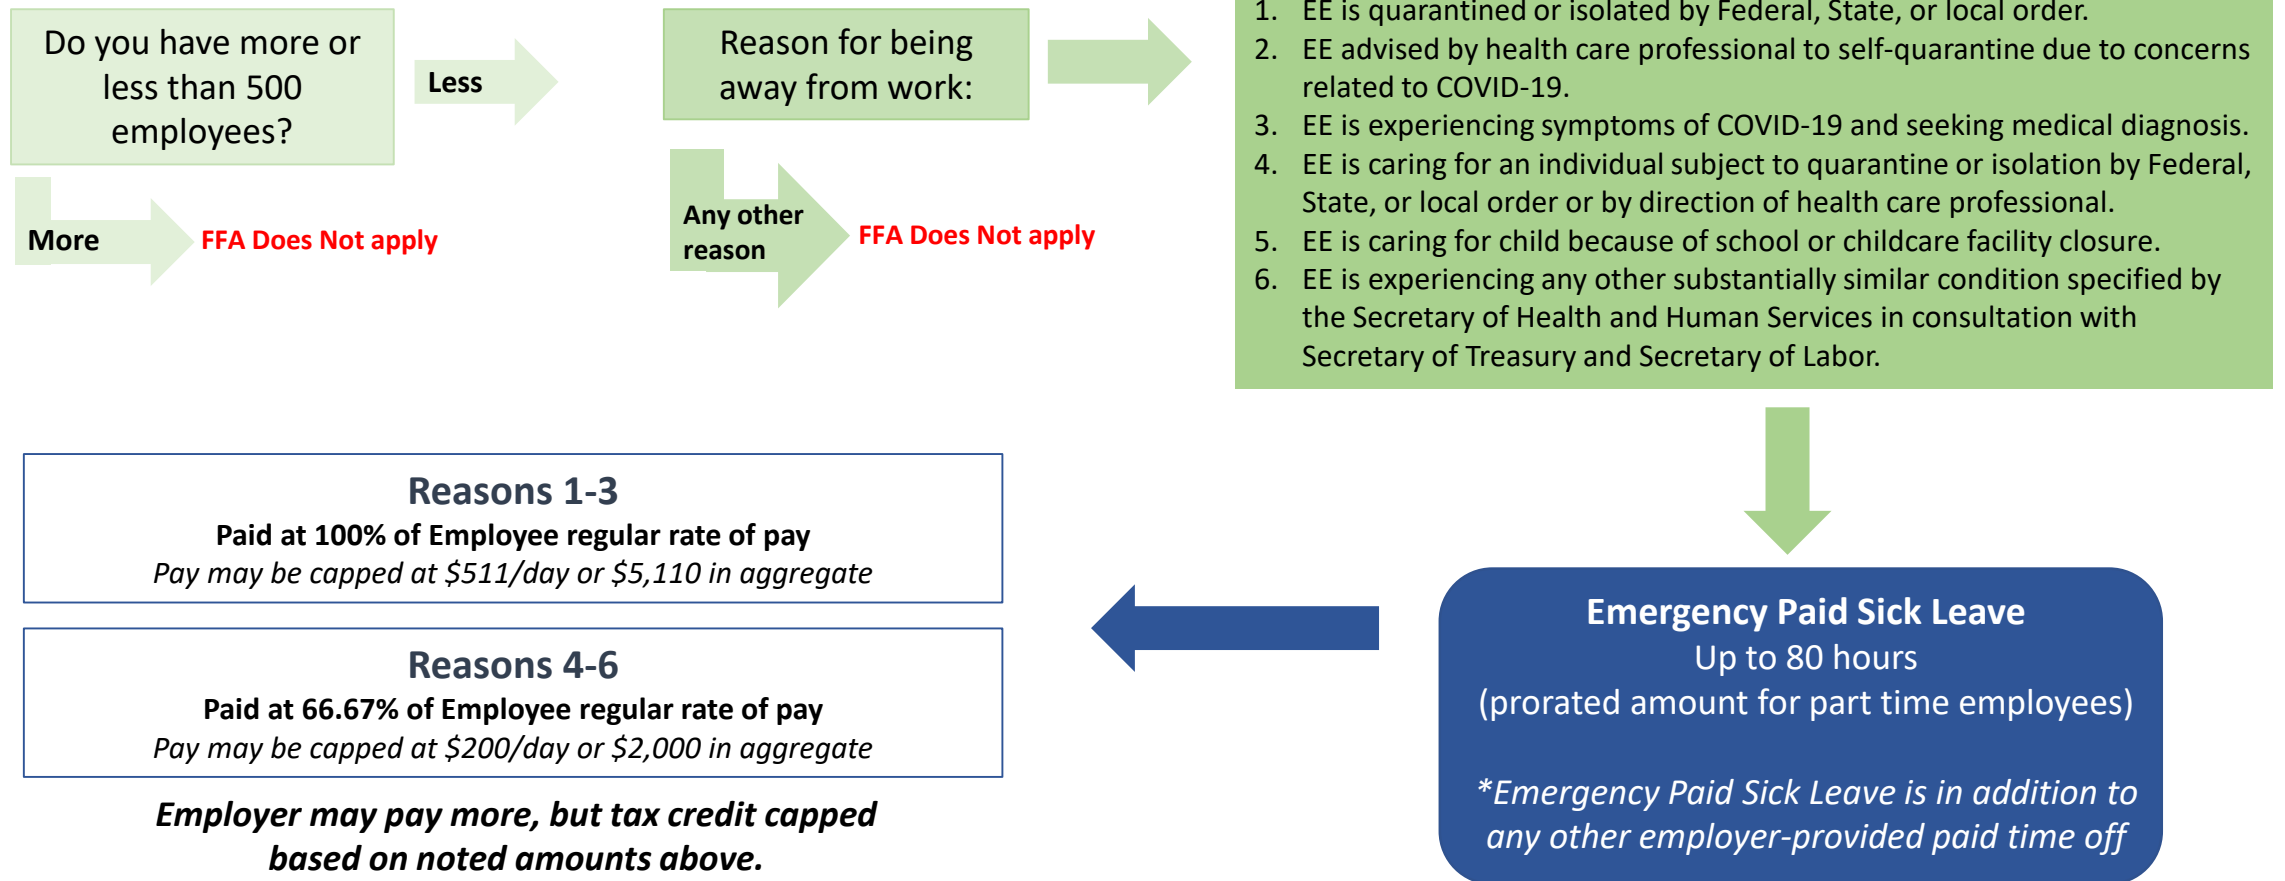 Do you have more or
less than 500
employees?
Less
More
FFA Does Not apply
Reason for being
away from work:
Any other
reason
FFA Does Not apply
1. EE is quarantined or isolated by Federal, State, or local order.
2. EE advised by health care professional to self-quarantine due to concerns
related to COVID-19.
3. EE is experiencing symptoms of COVID-19 and seeking medical diagnosis.
4. EE is caring for an individual subject to quarantine or isolation by Federal,
State, or local order or by direction of health care professional.
5. EE is caring for child because of school or childcare facility closure.
6. EE is experiencing any other substantially similar condition specified by
the Secretary of Health and Human Services in consultation with
Secretary of Treasury and Secretary of Labor.
Emergency Paid Sick Leave
Up to 80 hours
(prorated amount for part time employees)
*Emergency Paid Sick Leave is in addition to
any other employer-provided paid time off
Reasons 1-3
Paid at 100% of Employee regular rate of pay
Pay may be capped at $511/day or $5,110 in aggregate
Reasons 4-6
Paid at 66.67% of Employee regular rate of pay
Pay may be capped at $200/day or $2,000 in aggregate
Employer may pay more, but tax credit capped
based on noted amounts above.